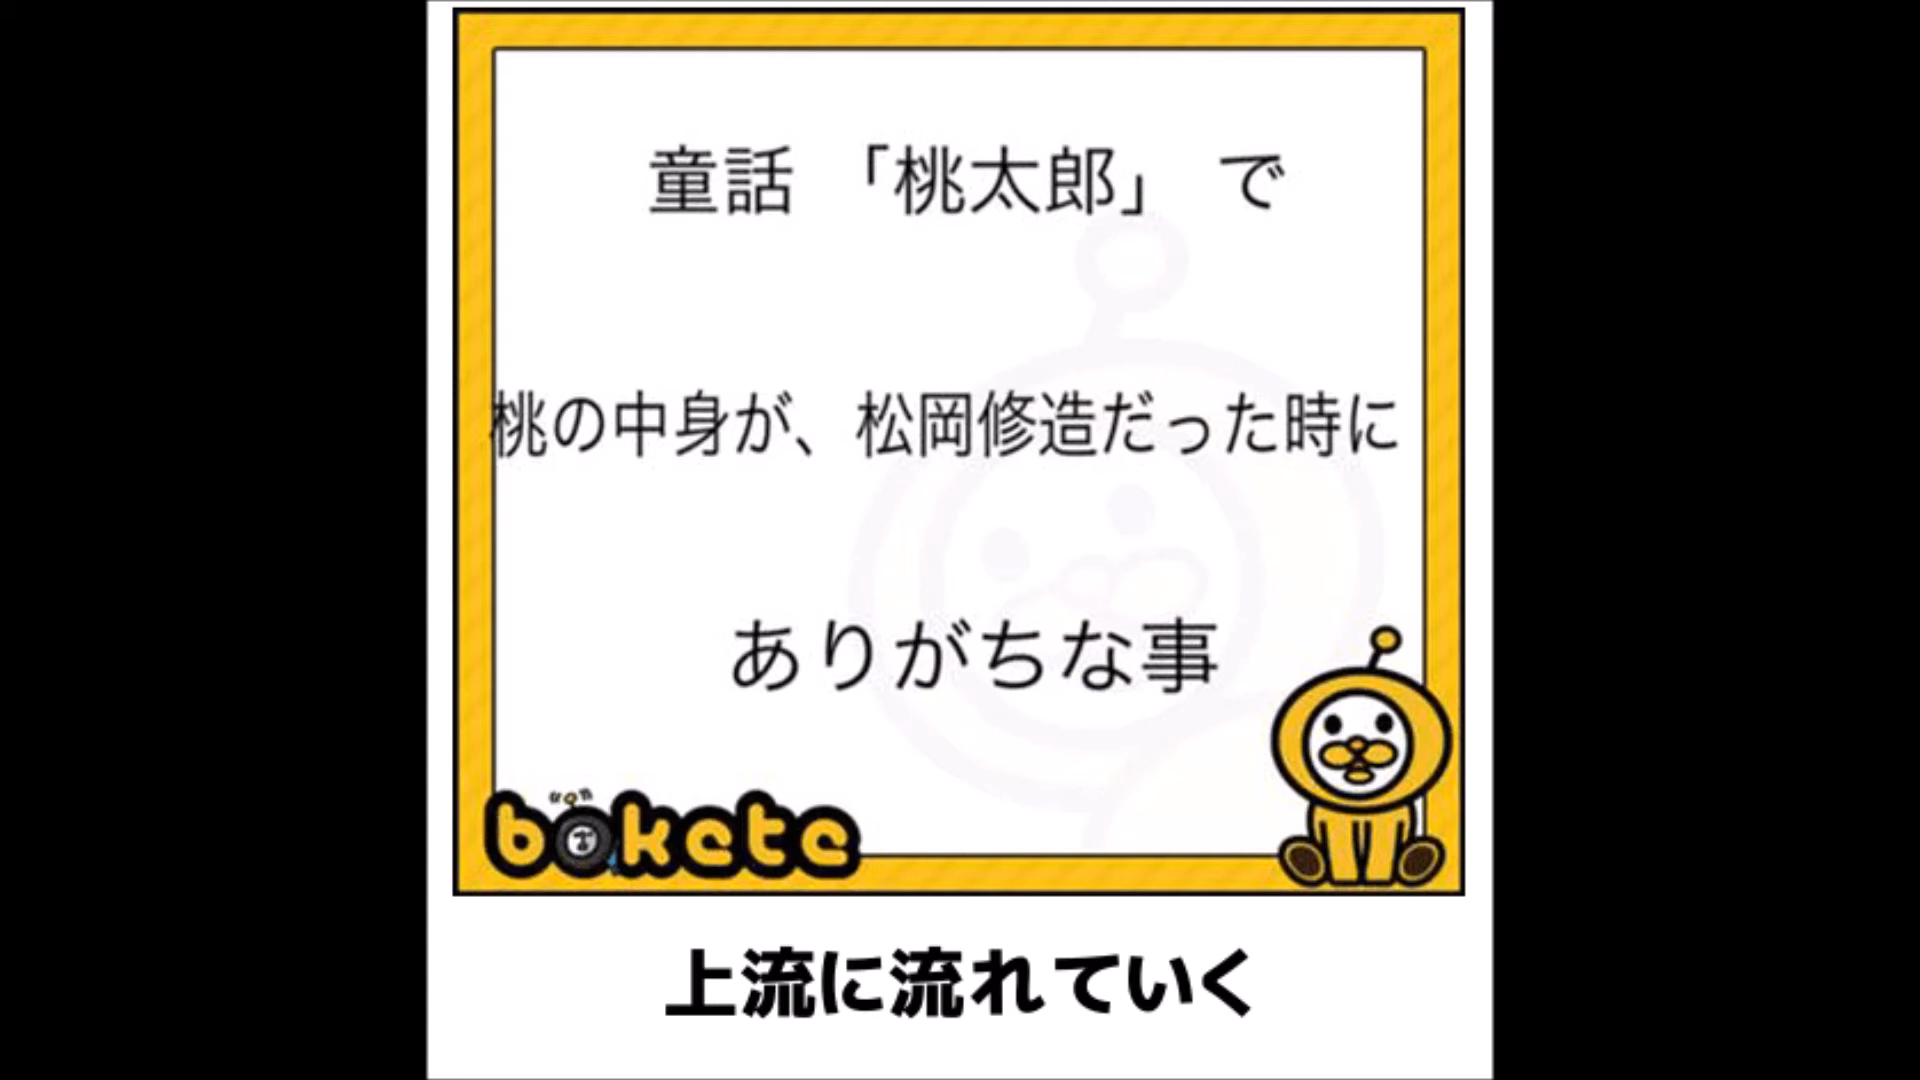 童話 「桃太郎」 で
桃の中身が、松岡修造だった時に
ありがちな事
bokete
上流に流れていく